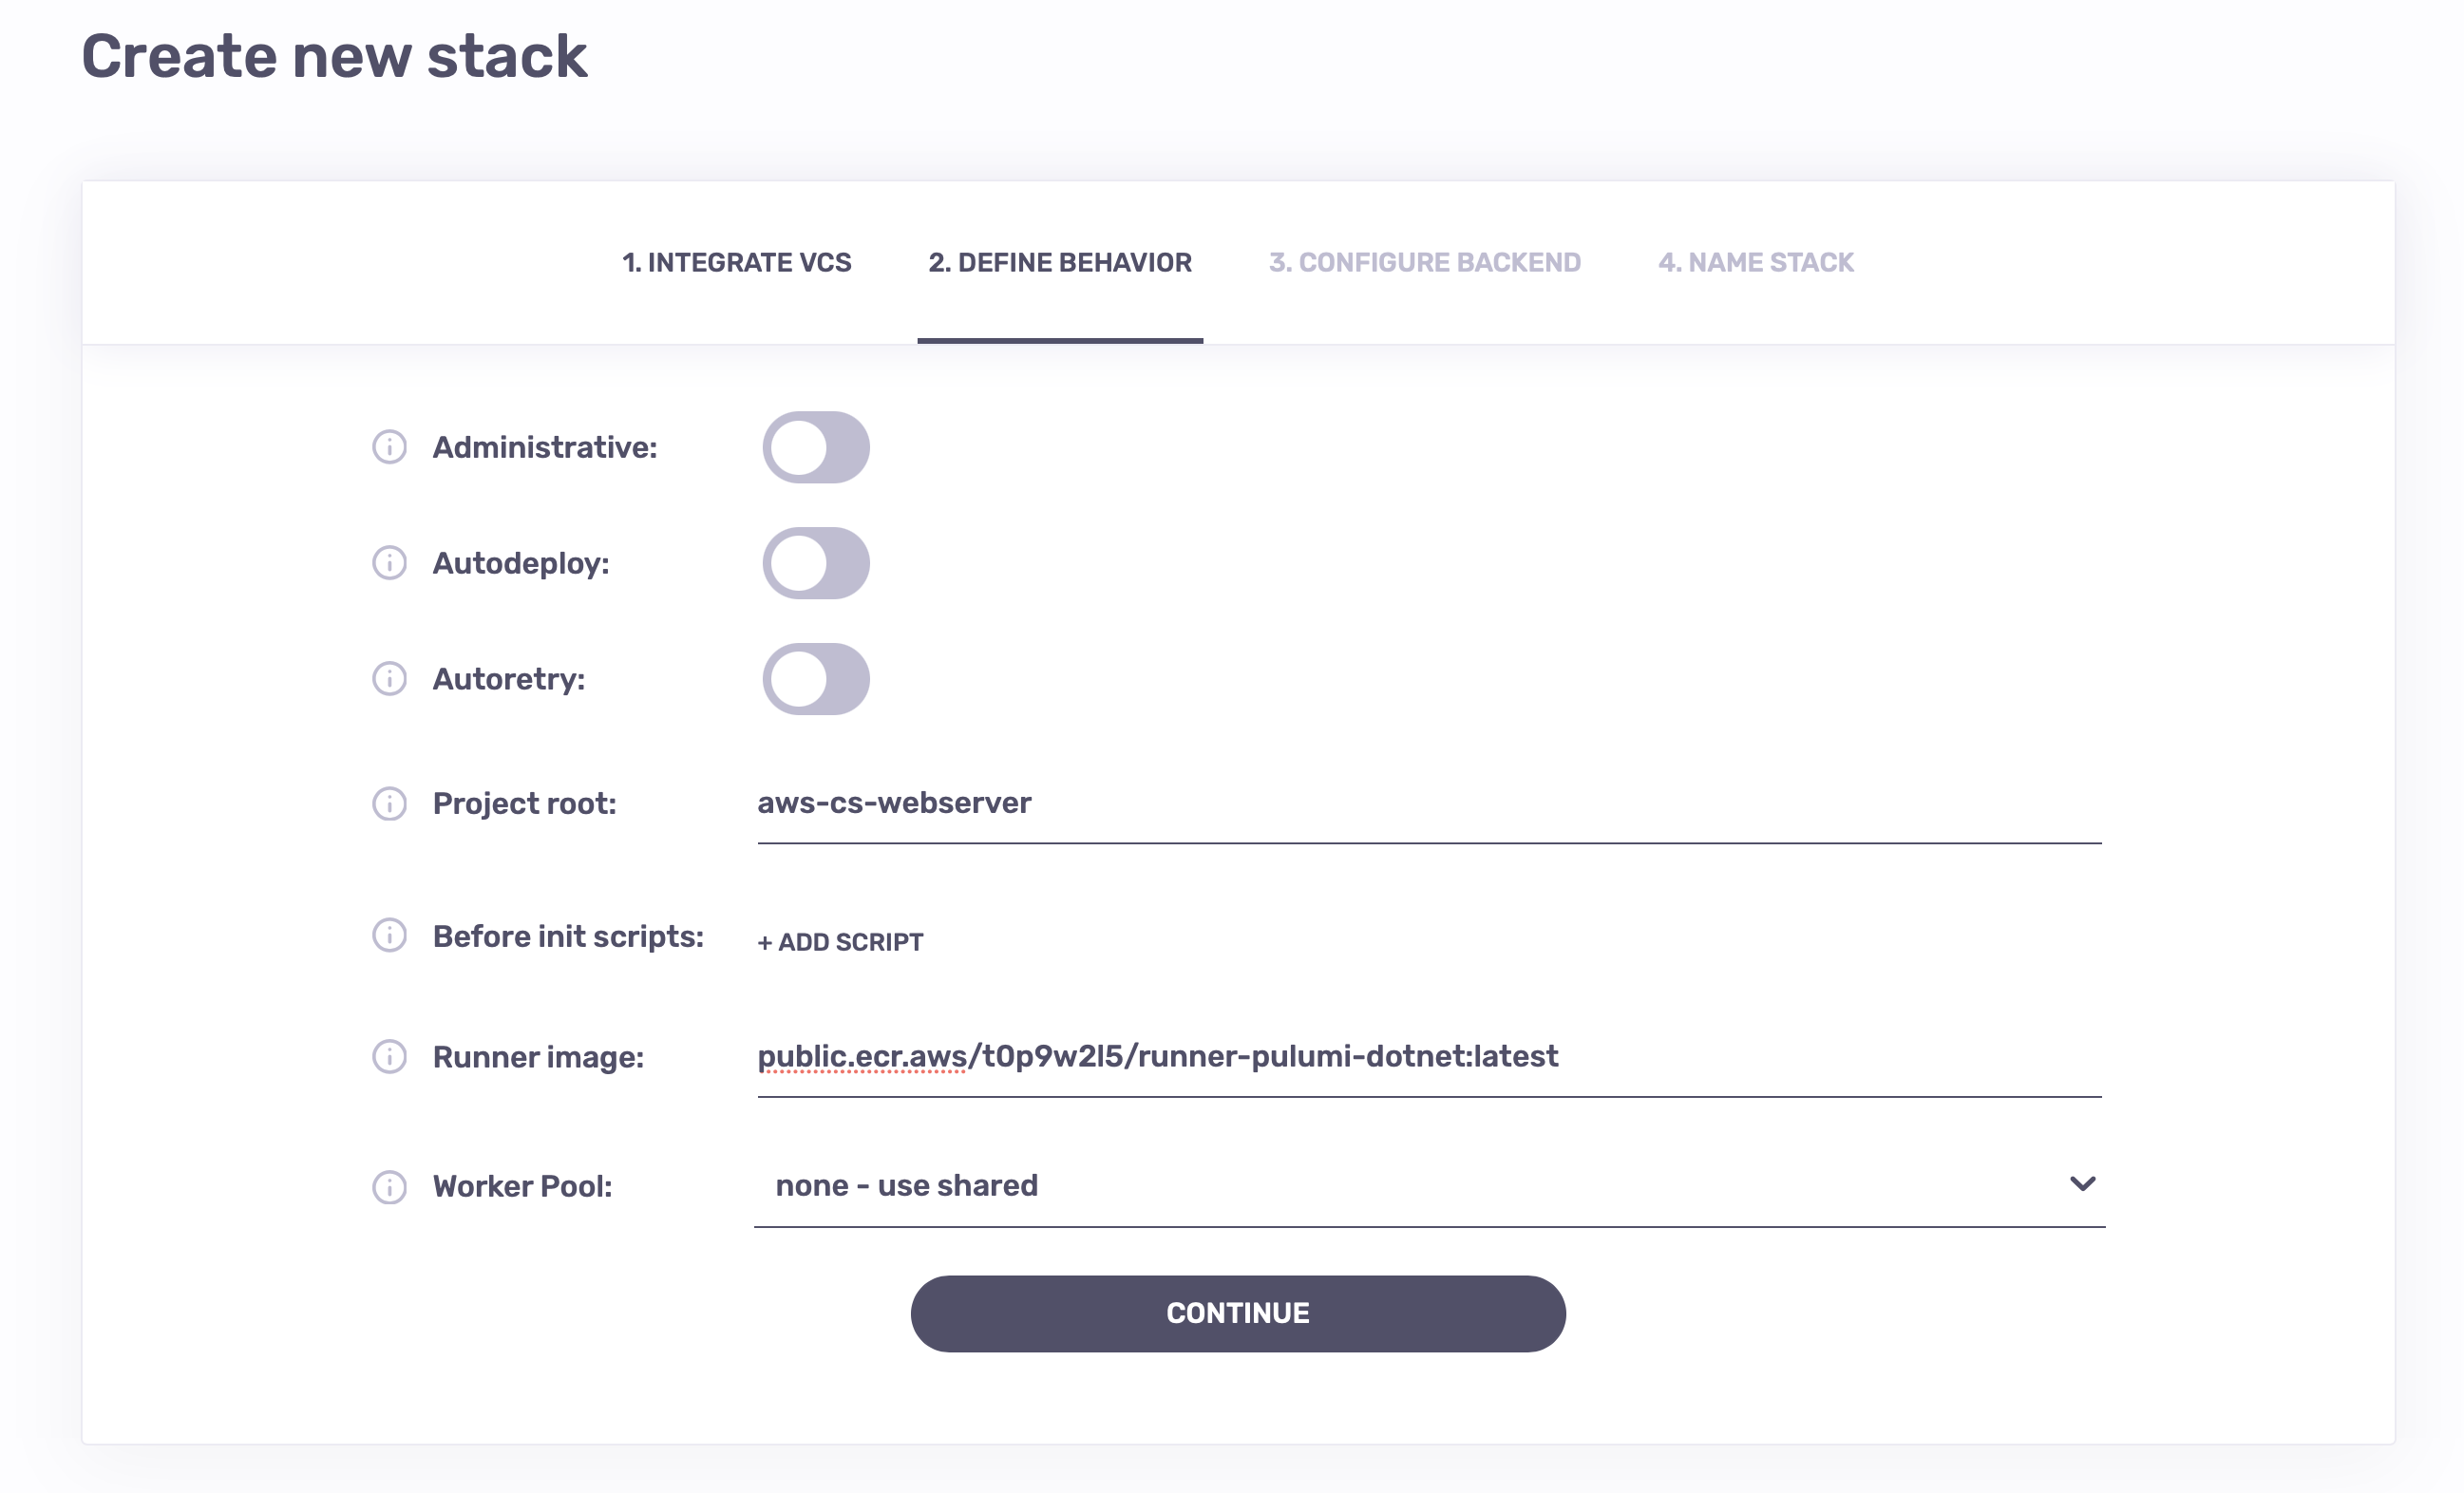 Create new stack
1. INTEGRATE VCS 2. DEFINE BEHAVIOR 3. CONFIGURE BACKEND 4. NAME STACK
Administrative:
Autodeploy:
Autoretry:
Project root: aws-cs-webserver
Before init scripts: + ADD SCRIPT
Runner image: public.ecr.aws/t0p9w2l5/runner-pulumi-dotnet:latest
Worker Pool: none - use shared
CONTINUE